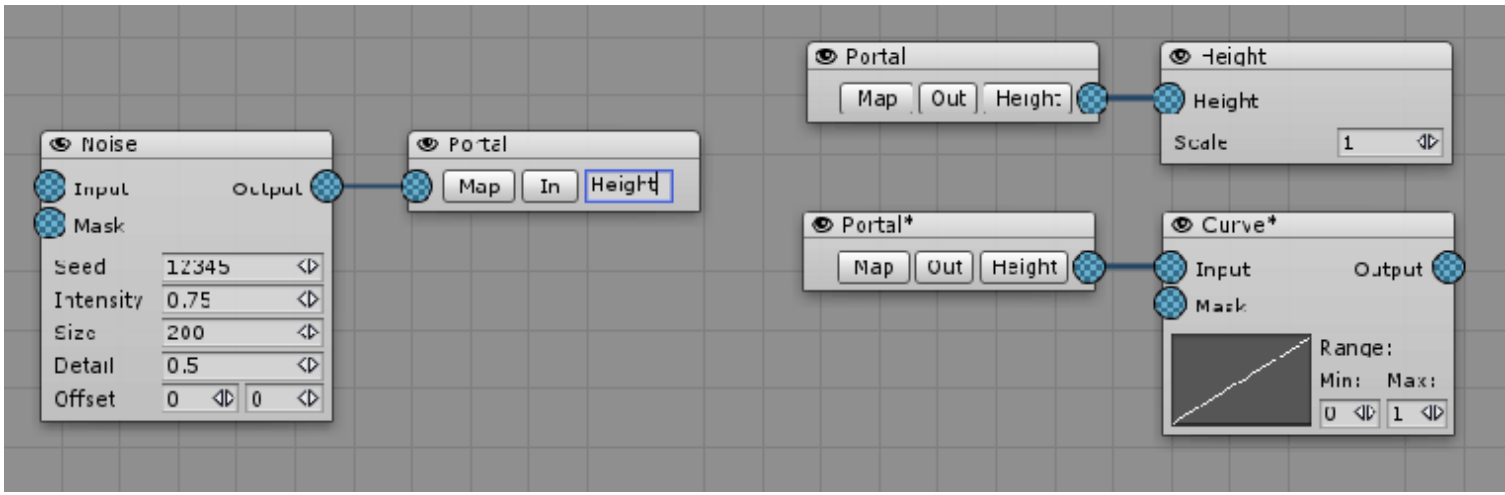 Noise
Input Output
Mask
Seed 12345
Intensity 0.75
Size 200
Detail 0.5
Offset 0 0
Portal
Map In Height
Portal
Map Out Height
Height
Height
Scale 1
Portal*
Map Out Height
Curve*
Input Output
Mask
Range:
Min: Max:
0 1